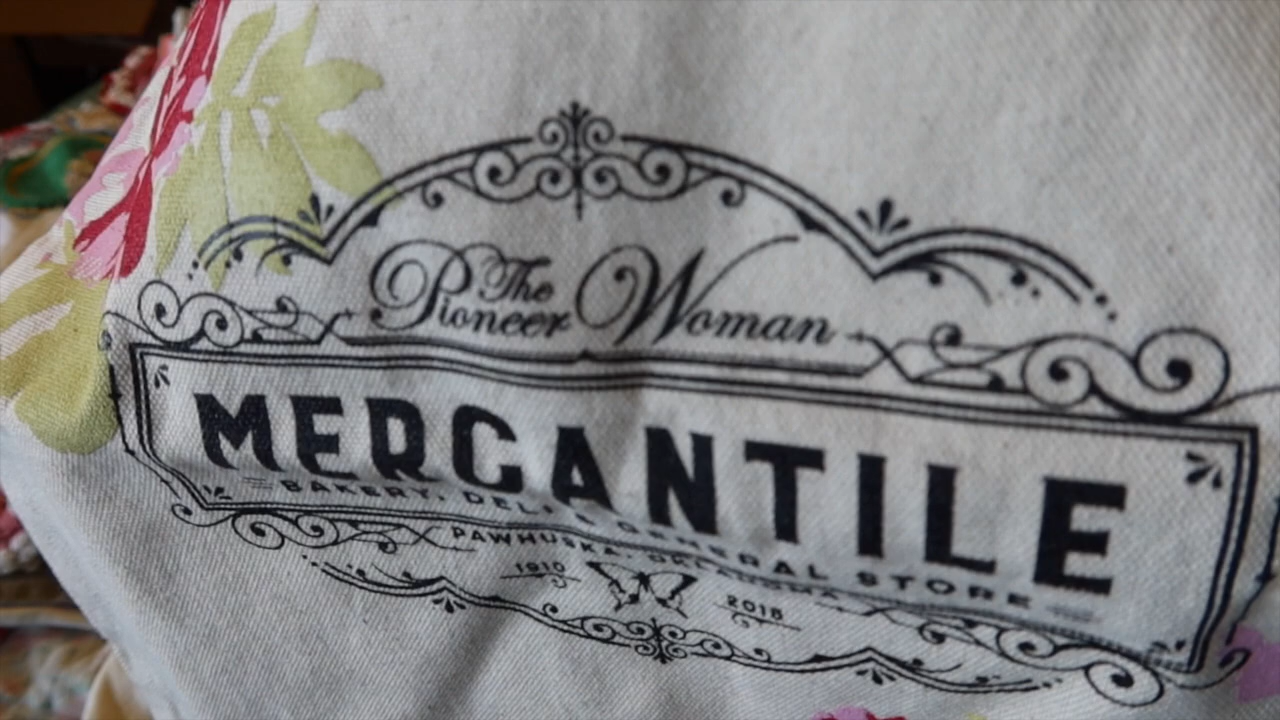 The
Pioneer Woman
MERCANTILE
BAKERY, DELI & GENERAL STORE
PAWHUSKA, OKLAHOMA
1910 2016